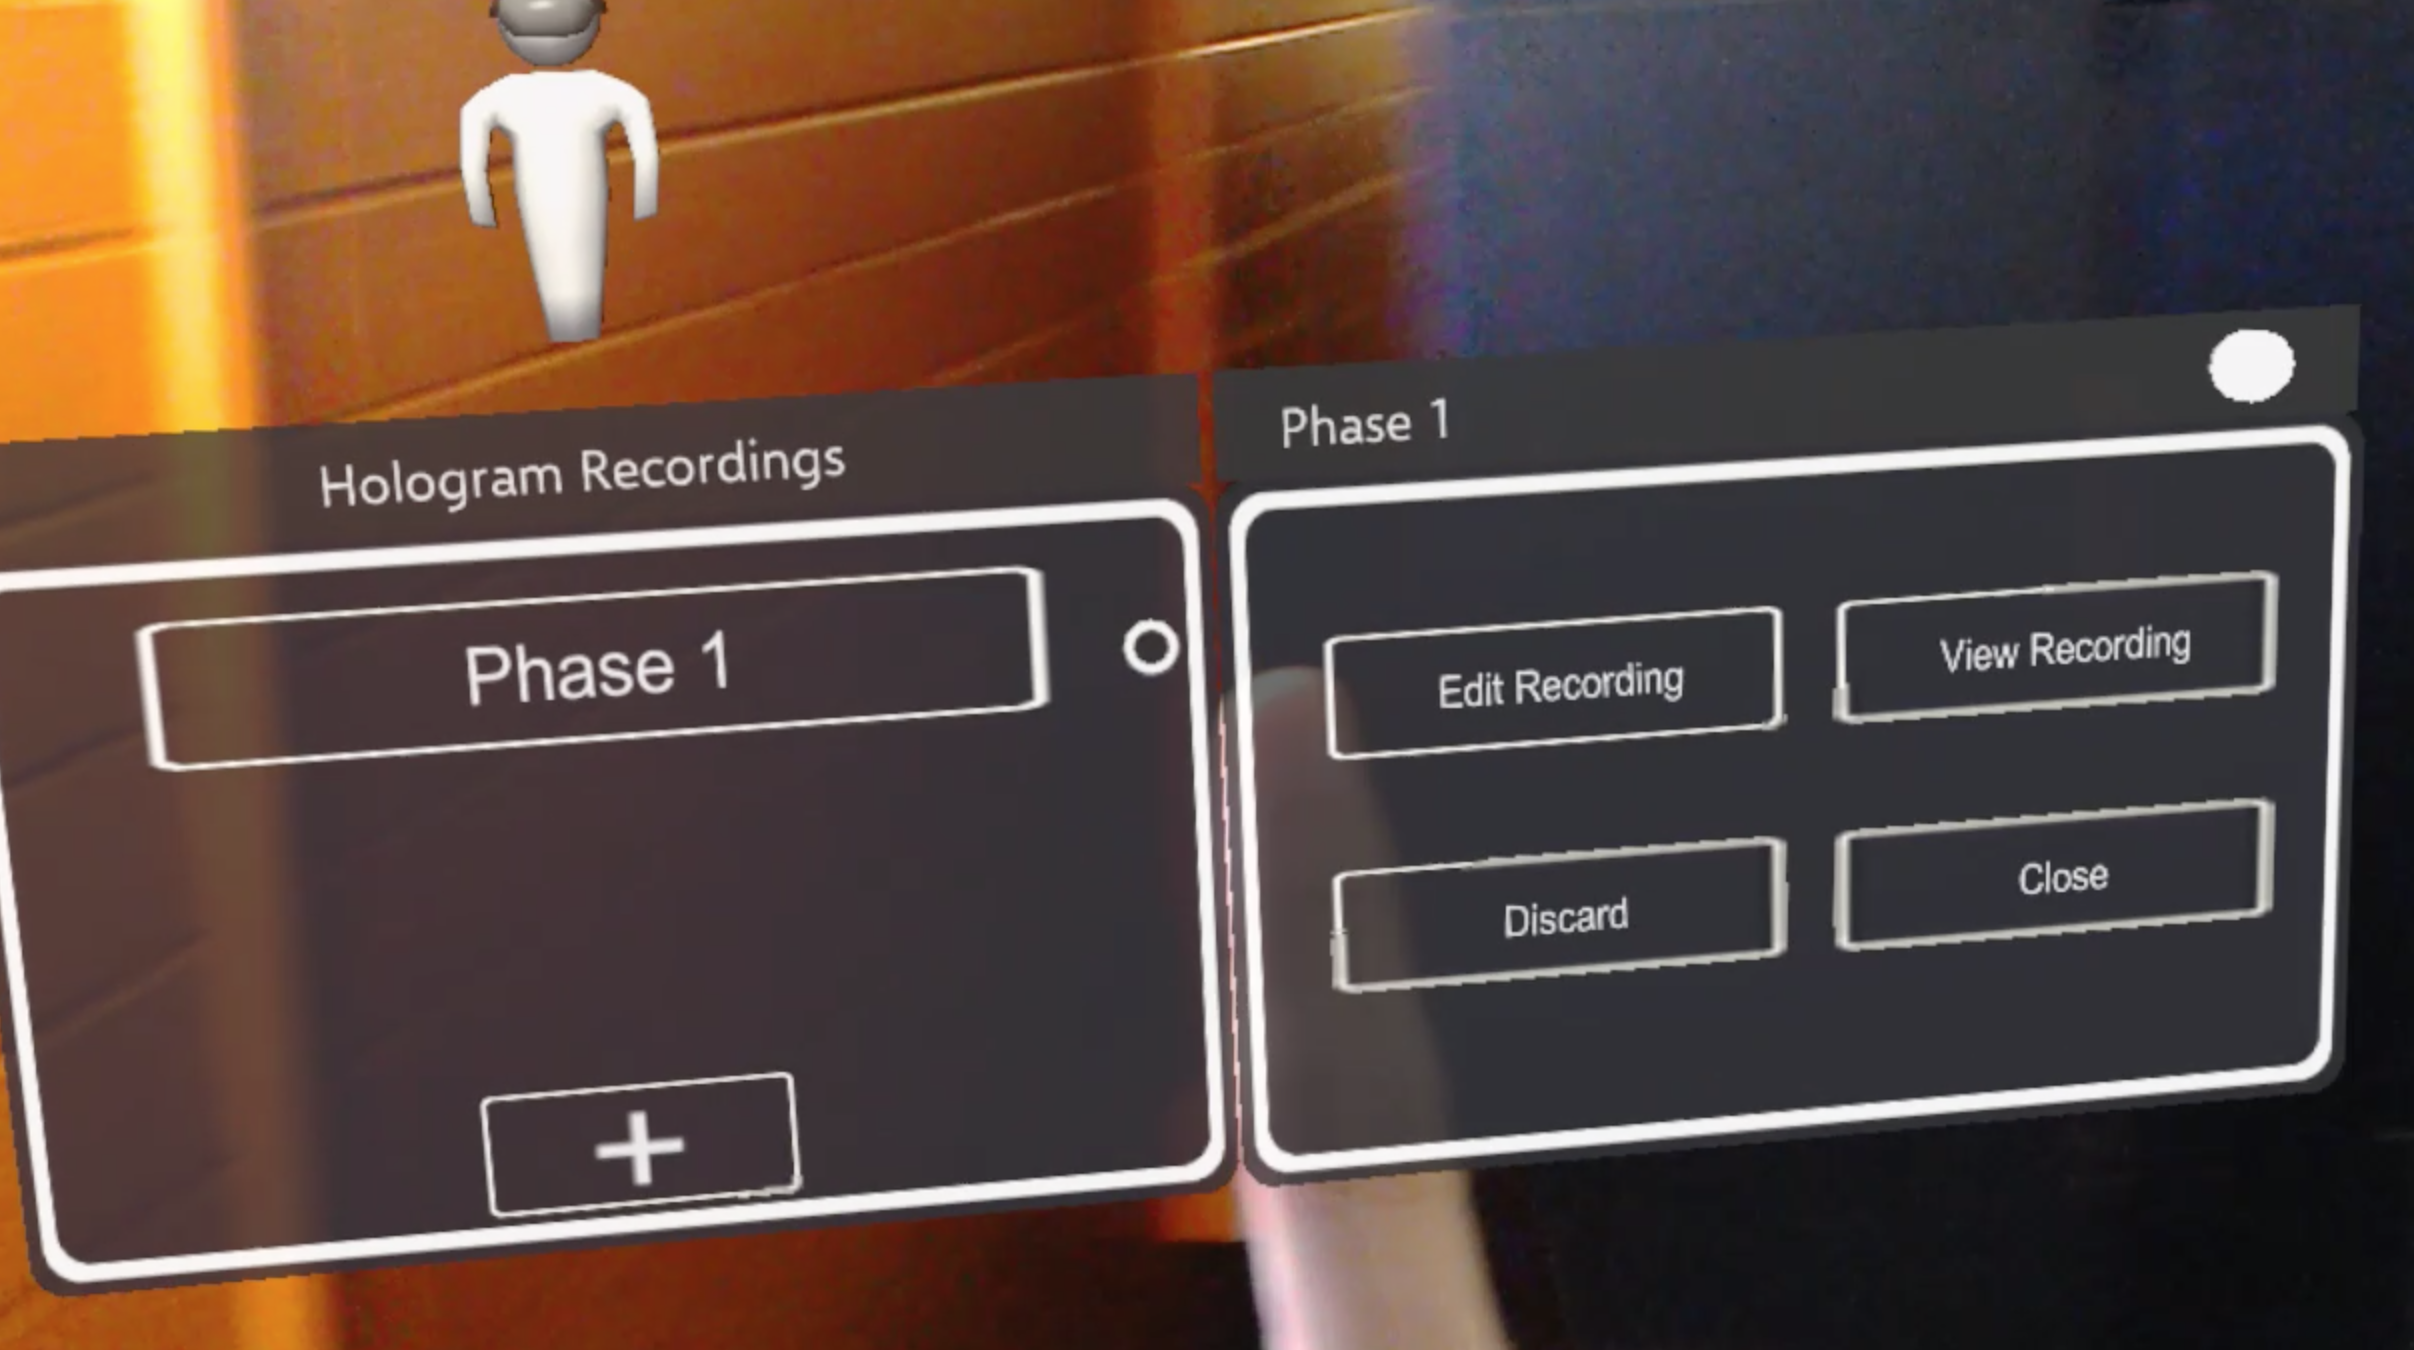 Hologram Recordings
Phase 1
+
Phase 1
Edit Recording
View Recording
Discard
Close